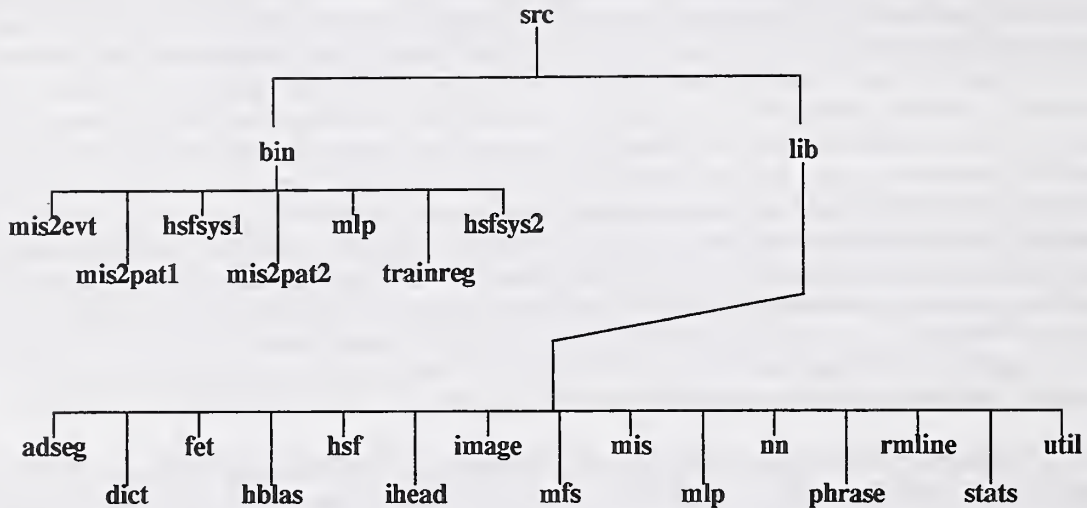 src
bin lib
mis2evt hsfsys1 mlp hsfsys2
mis2pat1 mis2pat2 trainreg
adseg fet hsf image mis nn rmline util
dict hblas ihead mfs mlp phrase stats